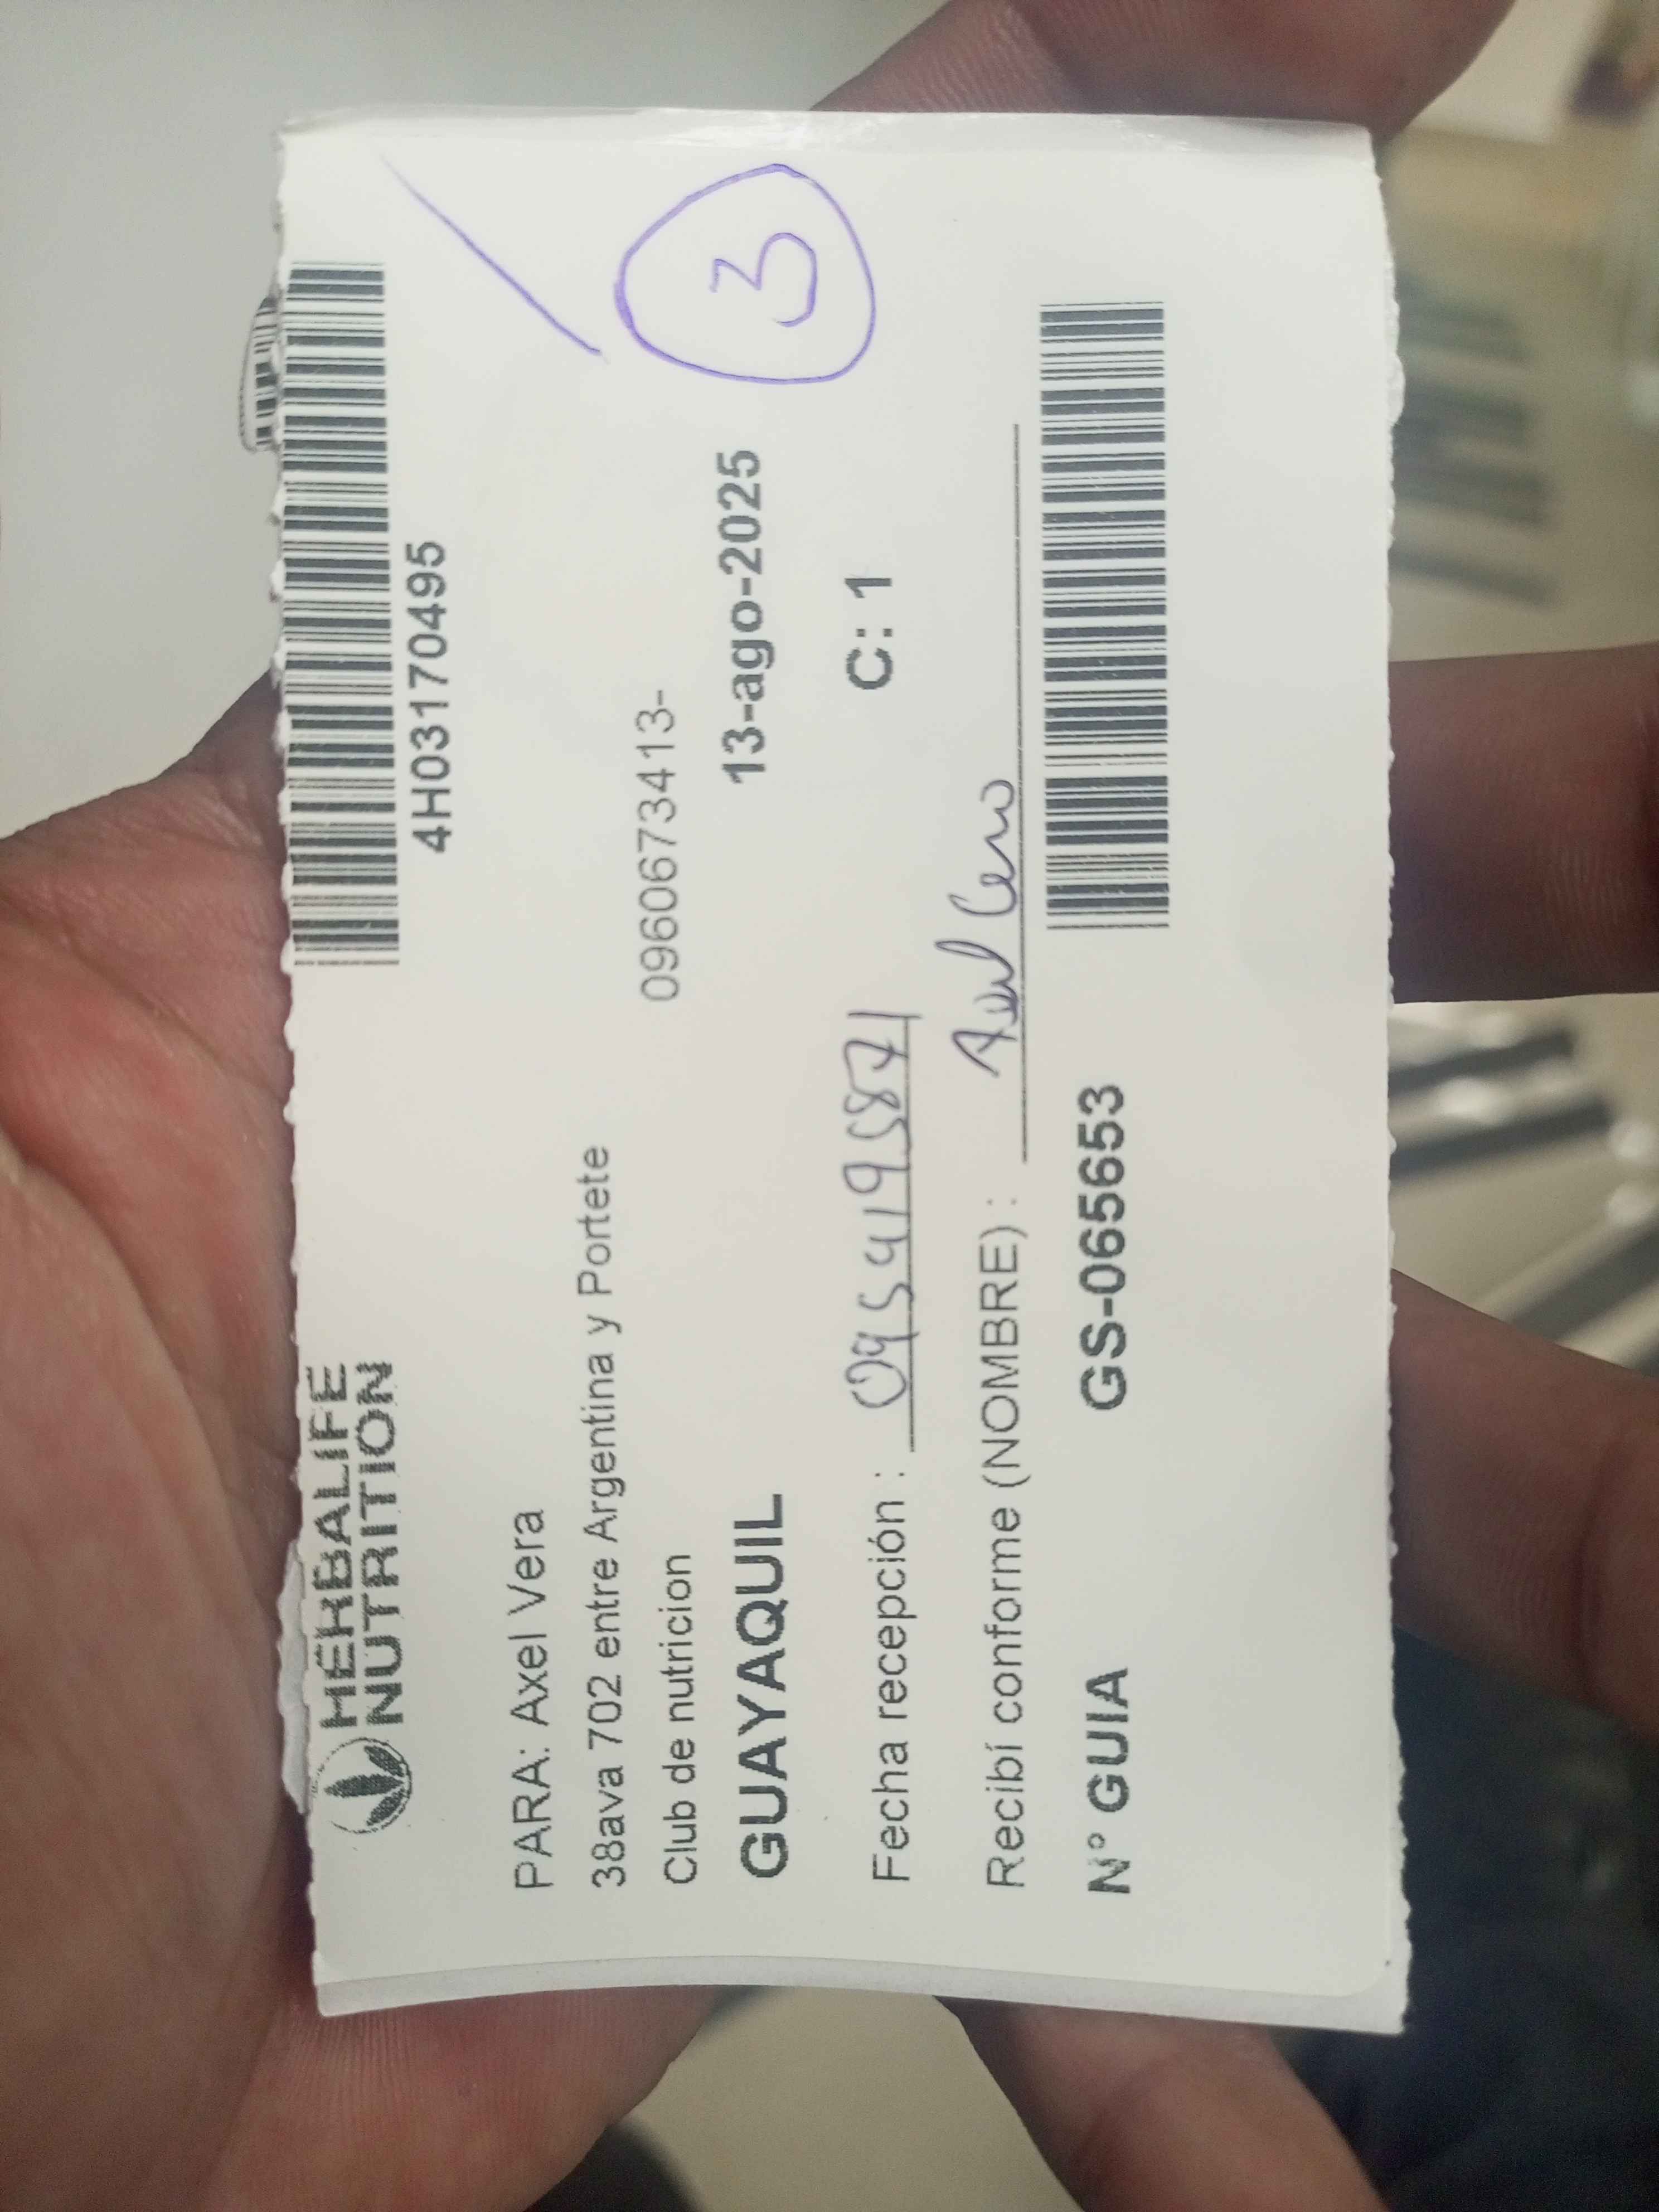 HERBALIFE
NUTRITION
4H03170495
PARA: Axel Vera
38ava 702 entre Argentina y Portete
Club de nutricion
0960673413-
GUAYAQUIL
13-ago-2025
3
Fecha recepción :
C: 1
Recibí conforme (NOMBRE) :
N° GUIA
GS-065653